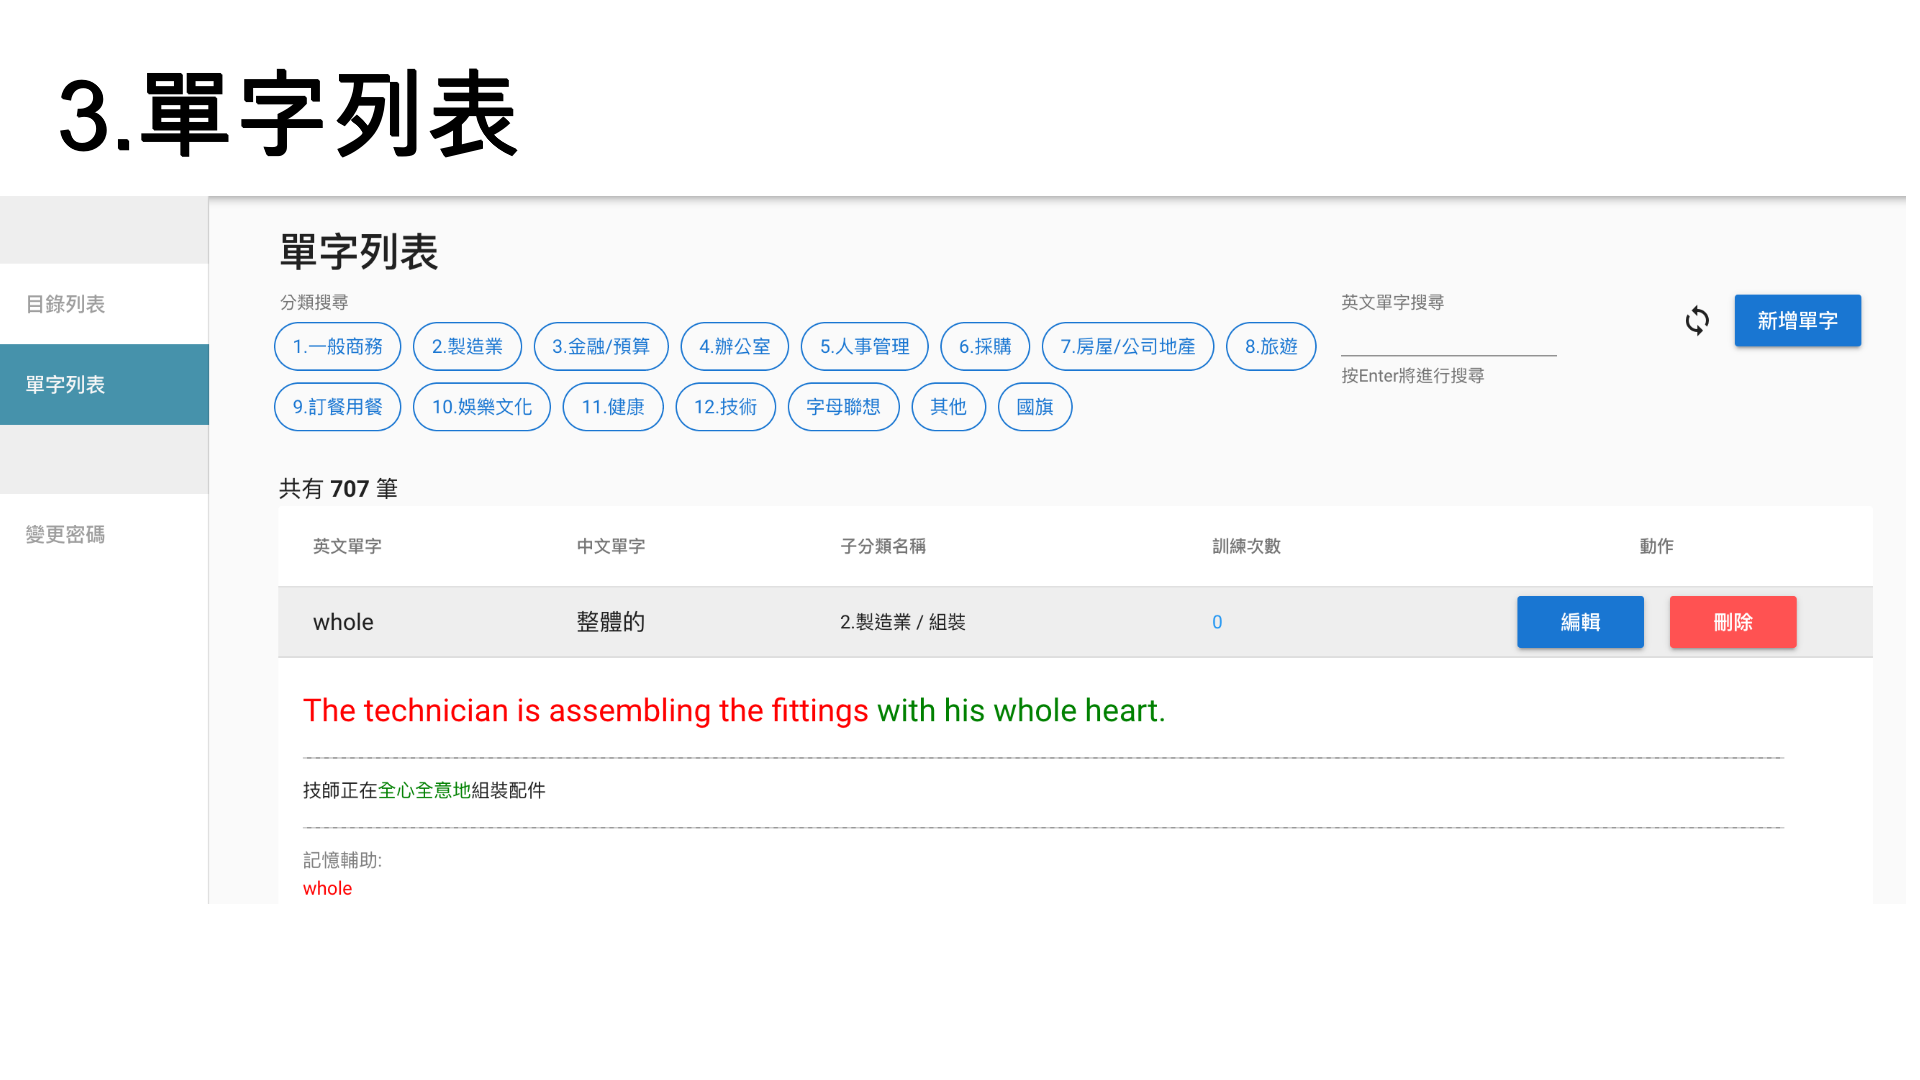 3.單字列表
目錄列表
單字列表
變更密碼
單字列表
分類搜尋
1.一般商務 2.製造業 3.金融/預算 4.辦公室 5.人事管理 6.採購 7.房屋/公司地產 8.旅遊
9.訂餐用餐 10.娛樂文化 11.健康 12.技術 字母聯想 其他 國旗
英文單字搜尋
按Enter將進行搜尋
新增單字
共有 707 筆
英文單字 中文單字 子分類名稱 訓練次數 動作
whole 整體的 2.製造業 / 組裝 0 編輯 刪除
The technician is assembling the fittings with his whole heart.
技師正在全心全意地組裝配件
記憶輔助:
whole